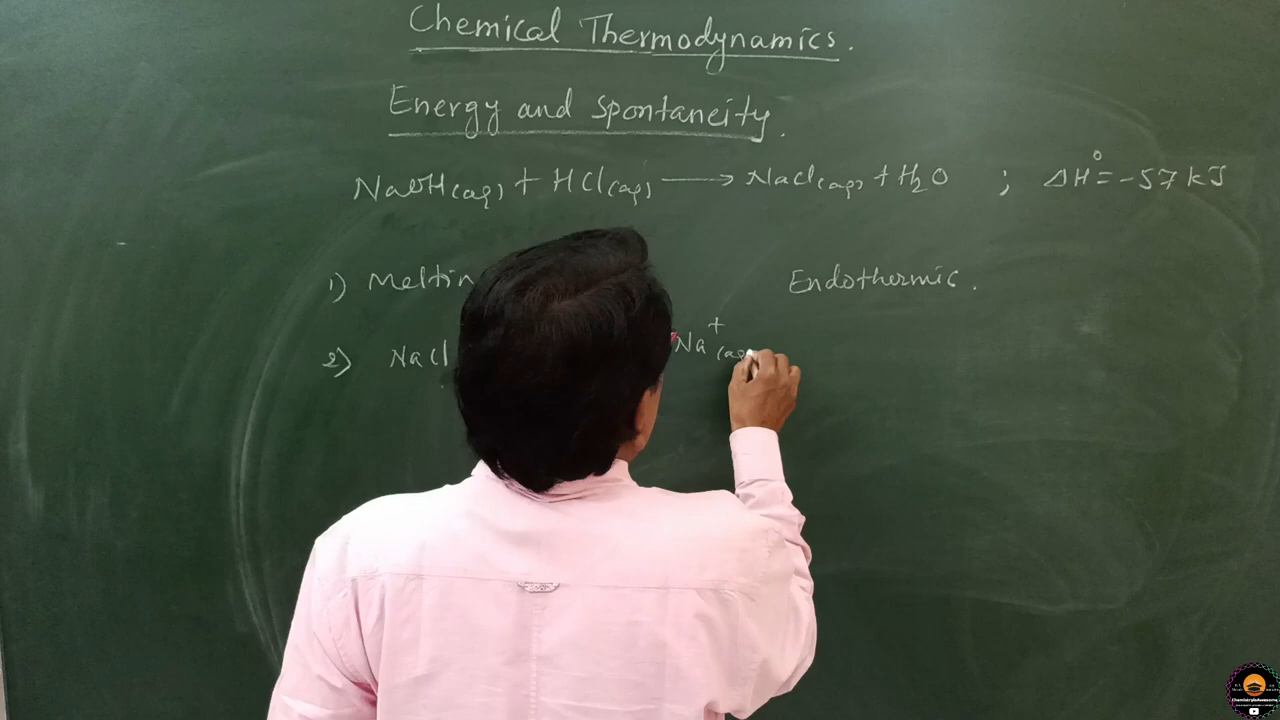 Chemical Thermodynamics.
Energy and Spontaneity.
NaOH(aq) + HCl(aq) ⟶ NaCl(aq) + H2O ; ΔH° = -57 kJ
1) Meltin Endothermic.
2) NaCl Na+(aq